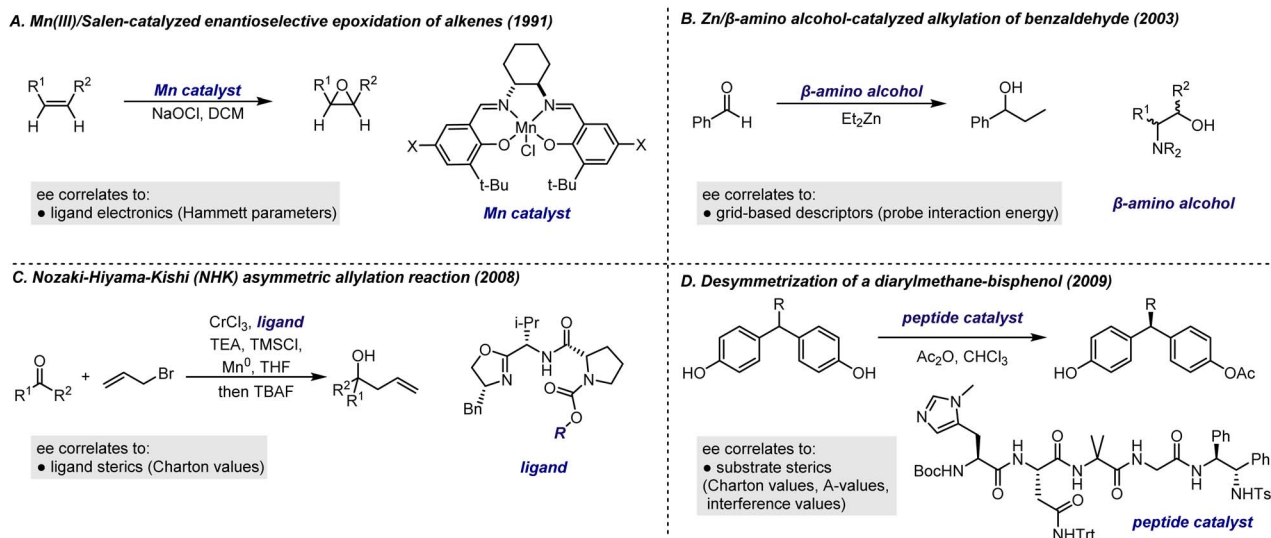 A. Mn(III)/Salen-catalyzed enantioselective epoxidation of alkenes (1991)
R¹ R²
H H
Mn catalyst
NaOCl, DCM
R¹ O R²
H H
N N
Mn
X O Cl O X
t-Bu t-Bu
Mn catalyst
ee correlates to:
● ligand electronics (Hammett parameters)
B. Zn/β-amino alcohol-catalyzed alkylation of benzaldehyde (2003)
O
Ph H
β-amino alcohol
Et₂Zn
OH
Ph
R²
R¹
OH
NR₂
β-amino alcohol
ee correlates to:
● grid-based descriptors (probe interaction energy)
C. Nozaki-Hiyama-Kishi (NHK) asymmetric allylation reaction (2008)
O
R¹ R²
+
Br
CrCl₃, ligand
TEA, TMSCl,
Mn⁰, THF
then TBAF
OH
R²
R¹
i-Pr
O O
N N
H
N
Bn
O
O
R
ligand
ee correlates to:
● ligand sterics (Charton values)
D. Desymmetrization of a diarylmethane-bisphenol (2009)
R
HO OH
peptide catalyst
Ac₂O, CHCl₃
R
HO OAc
N N
BocHN
O
H
N
O
O
NHTrt
N
H
O
H
N
O
N
H
Ph
Ph
NHTs
peptide catalyst
ee correlates to:
● substrate sterics
(Charton values, A-values,
interference values)